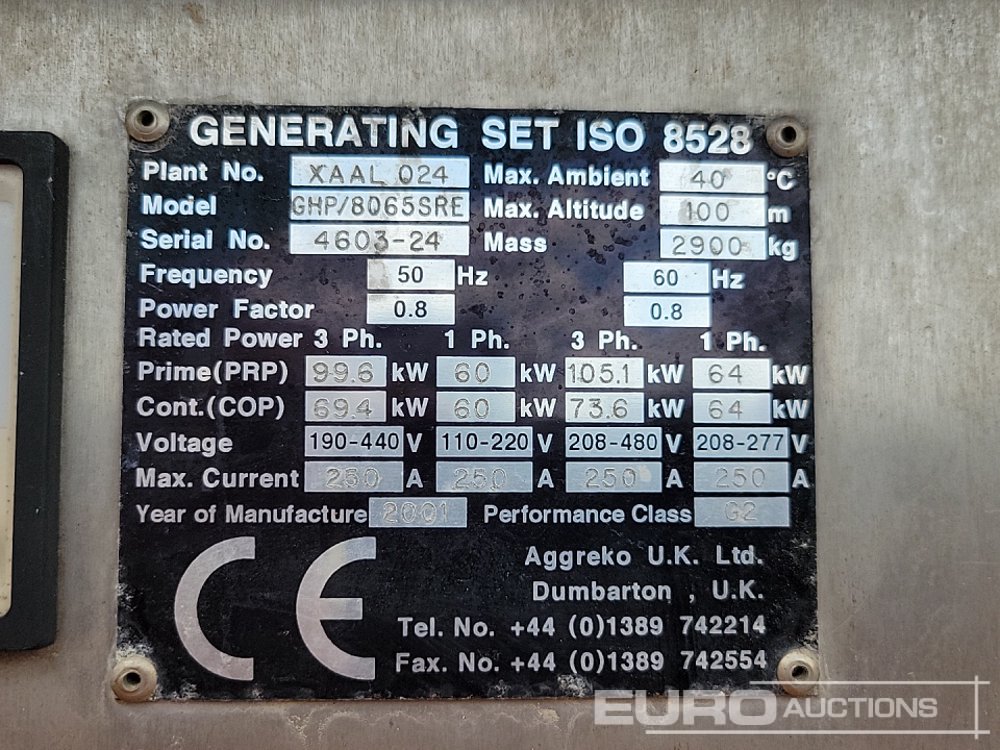 GENERATING SET ISO 8528
Plant No. XAAL 024 Max. Ambient 40 °C
Model GHP/8065SRE Max. Altitude 100 m
Serial No. 4603-24 Mass 2900 kg
Frequency 50 Hz 60 Hz
Power Factor 0.8 0.8
Rated Power 3 Ph. 1 Ph. 3 Ph. 1 Ph.
Prime(PRP) 99.6 kW 60 kW 105.1 kW 64 kW
Cont.(COP) 69.4 kW 60 kW 73.6 kW 64 kW
Voltage 190-440 V 110-220 V 208-480 V 208-277 V
Max. Current 250 A 250 A 250 A 250 A
Year of Manufacture 2001 Performance Class G2
CE
Aggreko U.K. Ltd.
Dumbarton , U.K.
Tel. No. +44 (0)1389 742214
Fax. No. +44 (0)1389 742554
EURO AUCTIONS